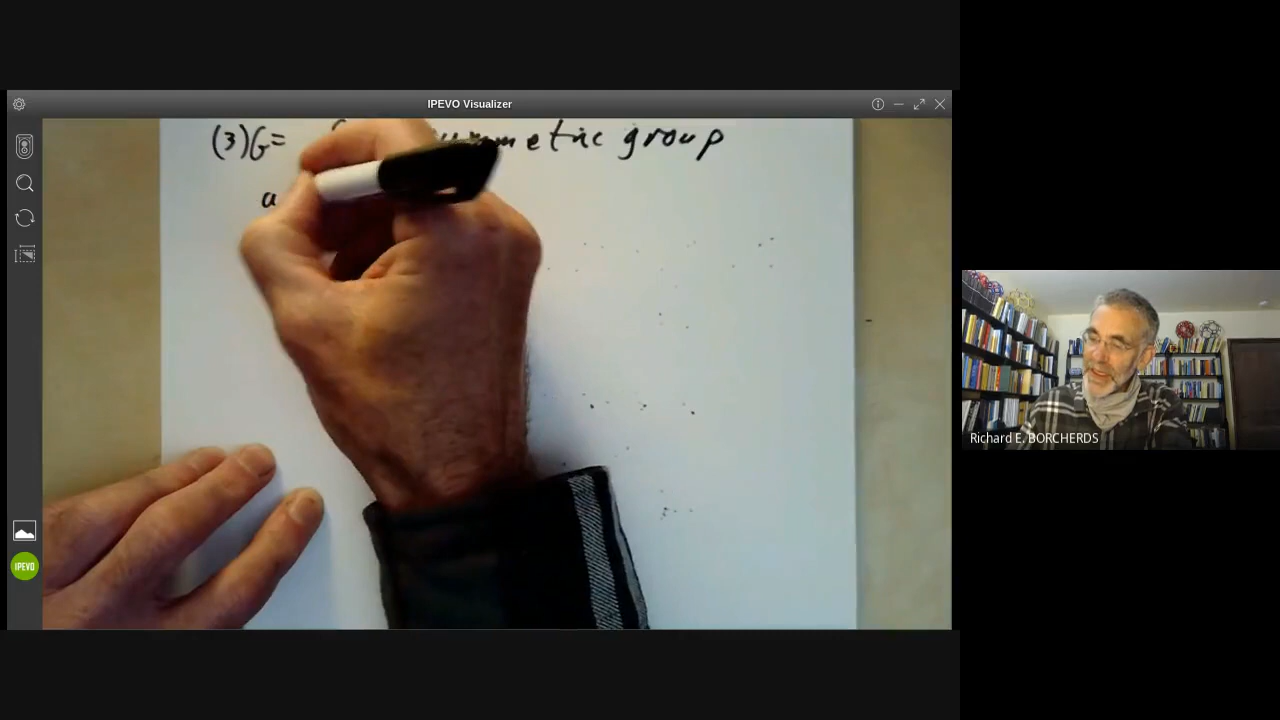 IPEVO Visualizer
(3) G = metric group
a
IPEVO
Richard E. BORCHERDS